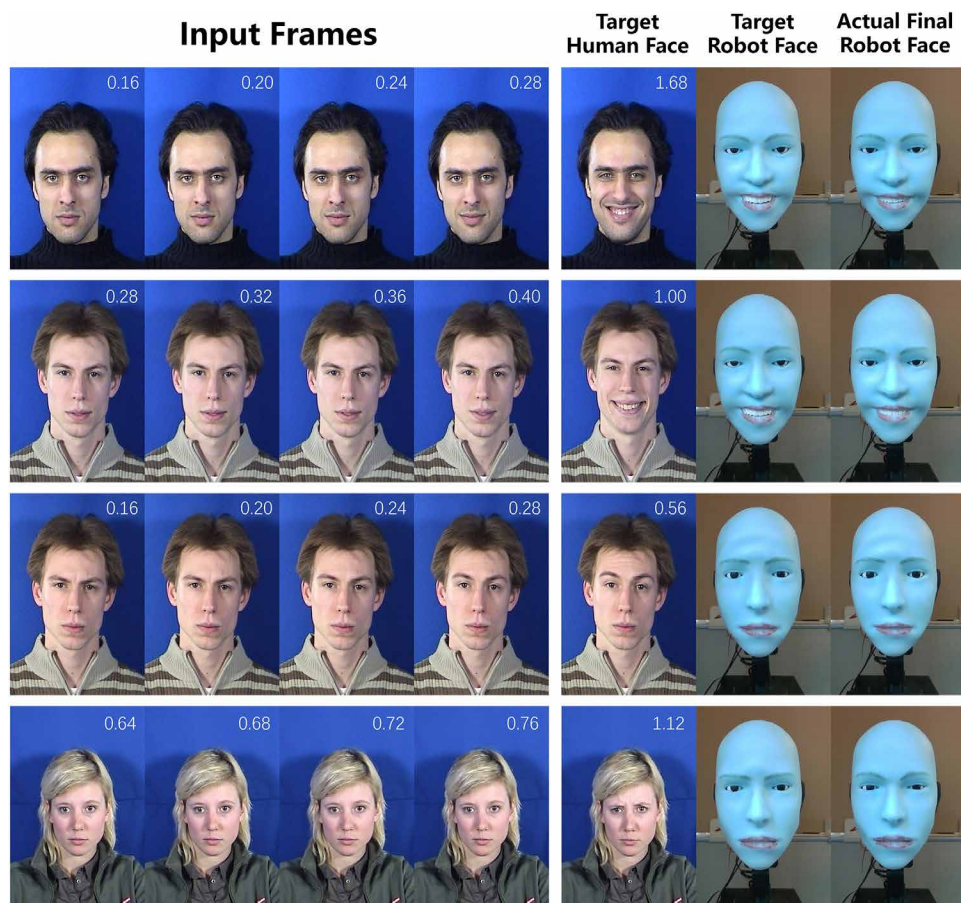 Input Frames
Target
Human Face
Target
Robot Face
Actual Final
Robot Face
0.16
0.20
0.24
0.28
1.68
0.28
0.32
0.36
0.40
1.00
0.16
0.20
0.24
0.28
0.56
0.64
0.68
0.72
0.76
1.12